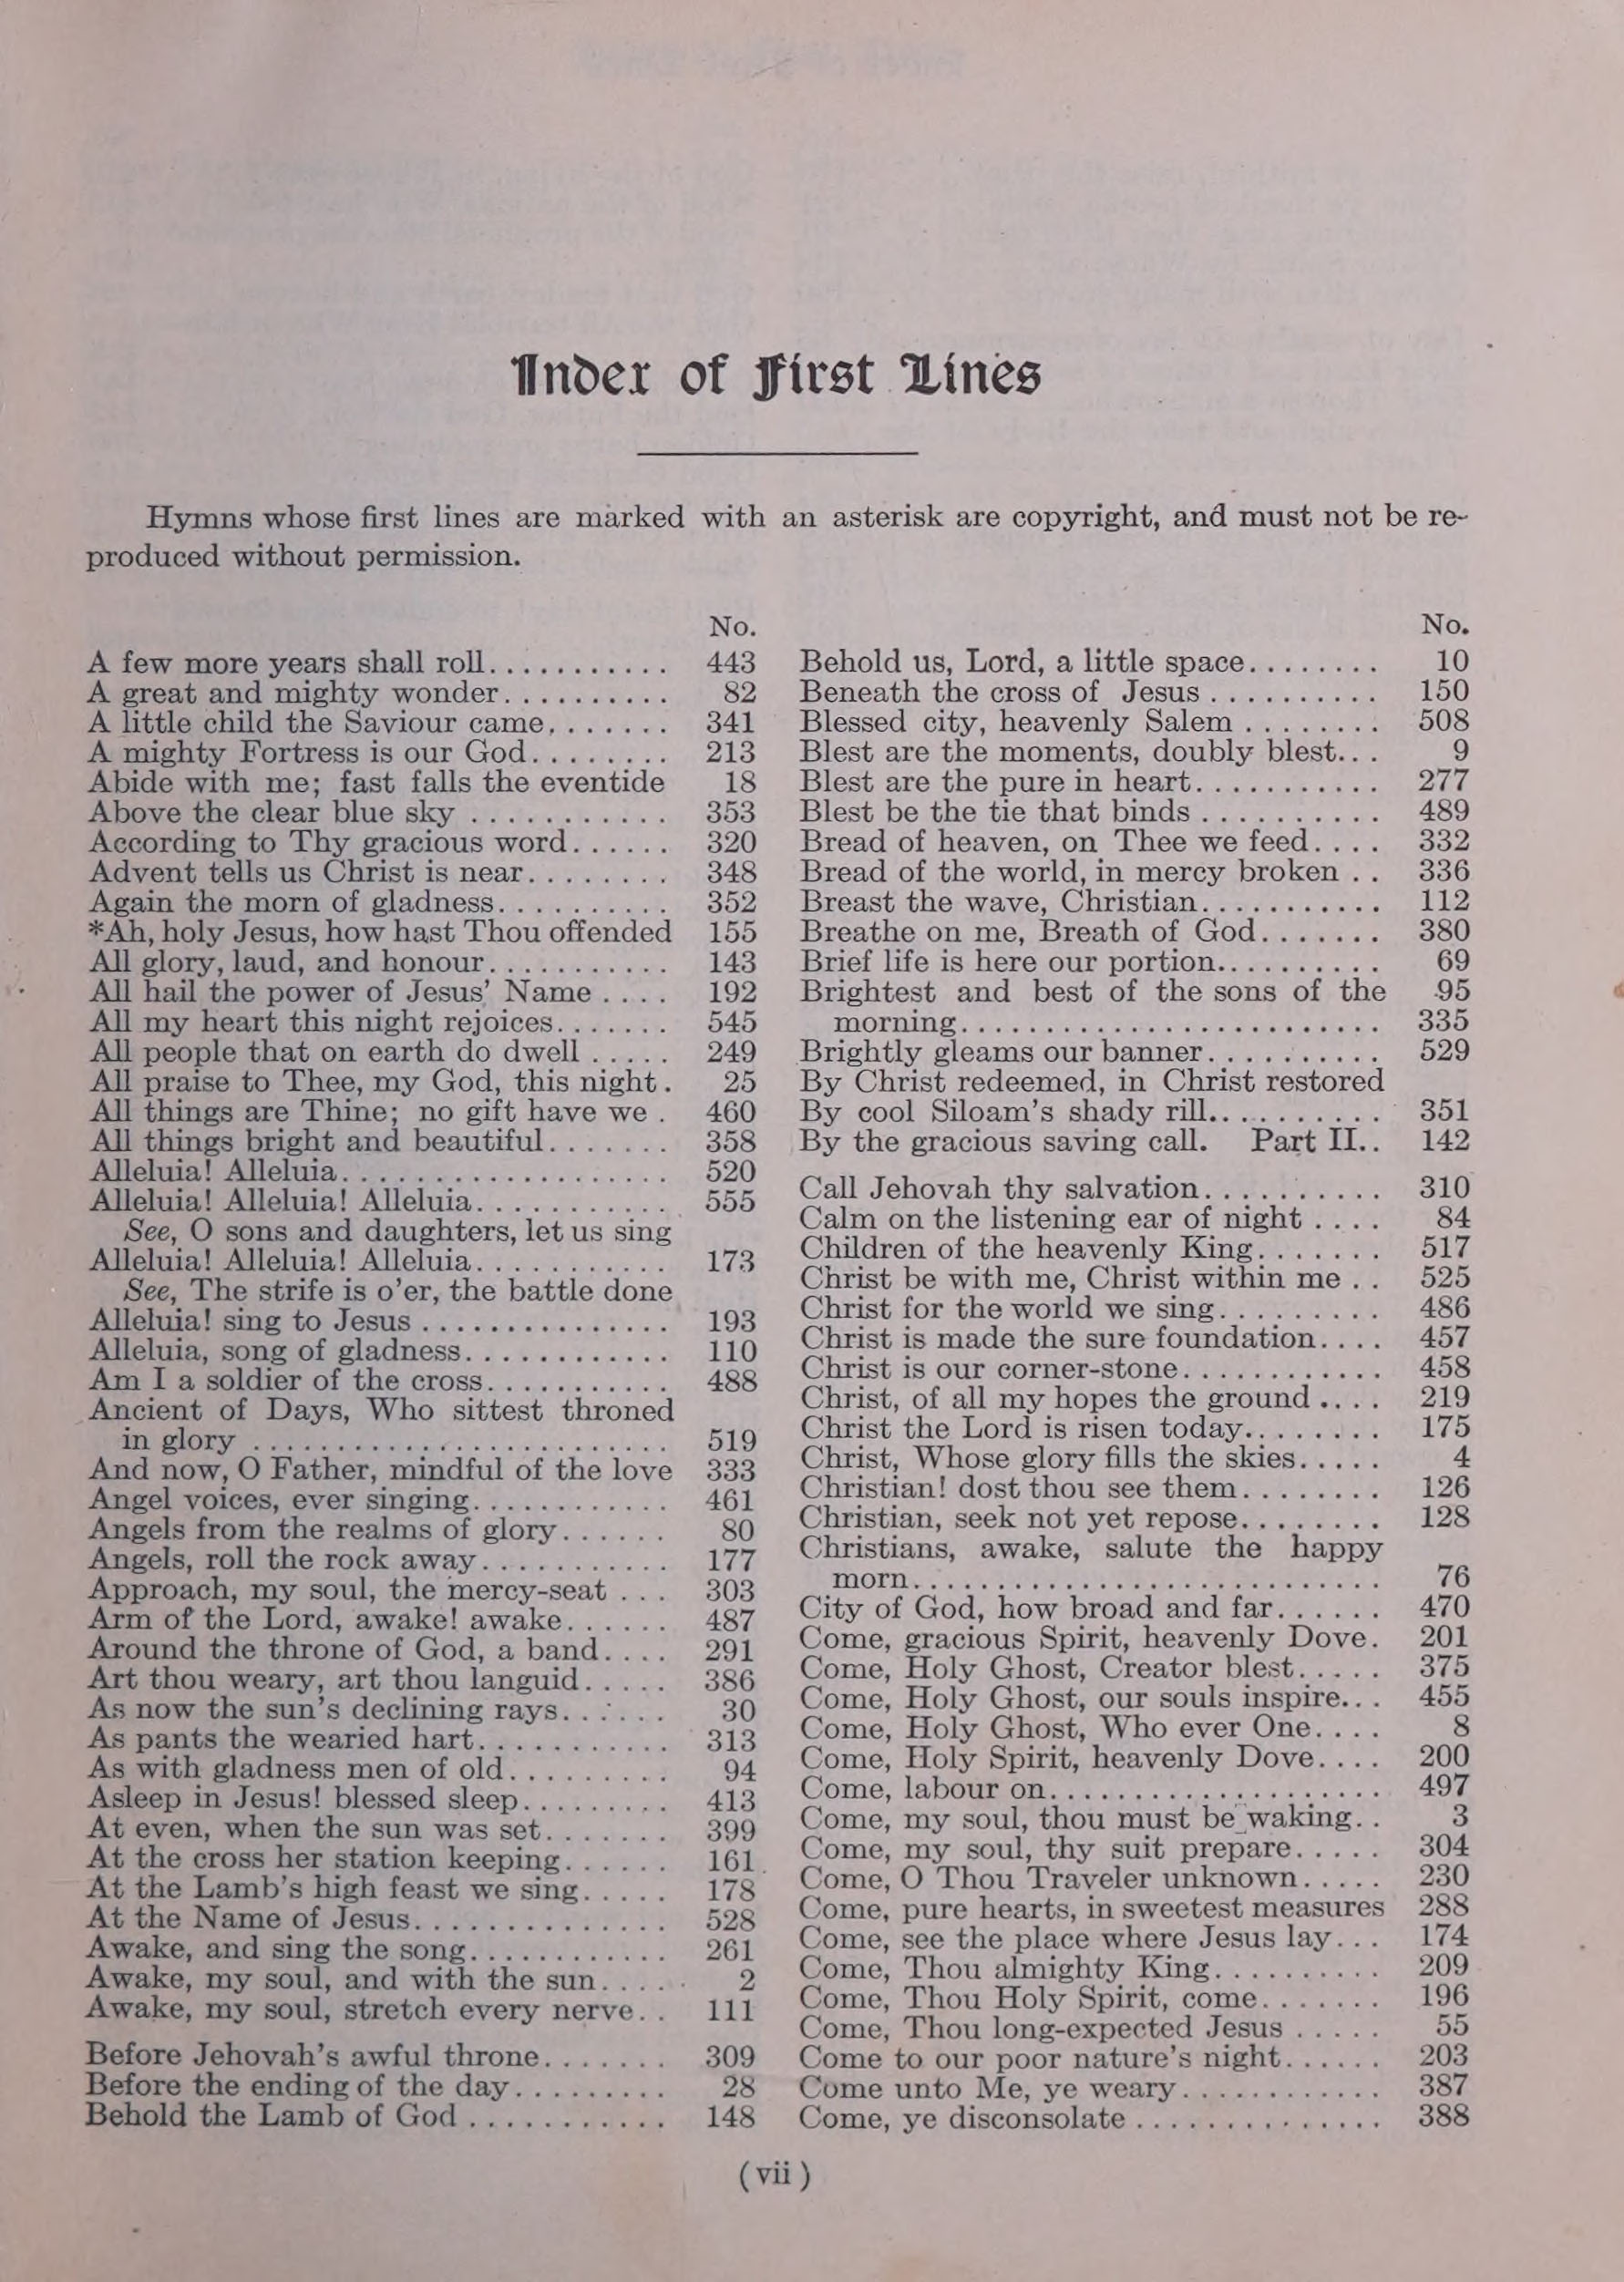 Index of First Lines
Hymns whose first lines are marked with an asterisk are copyright, and must not be re-
produced without permission.
No.
A few more years shall roll........... 443
A great and mighty wonder.......... 82
A little child the Saviour came,...... 341
A mighty Fortress is our God........ 213
Abide with me; fast falls the eventide 18
Above the clear blue sky ........... 353
According to Thy gracious word...... 320
Advent tells us Christ is near........ 348
Again the morn of gladness.......... 352
*Ah, holy Jesus, how hast Thou offended 155
All glory, laud, and honour........... 143
All hail the power of Jesus' Name .... 192
All my heart this night rejoices....... 545
All people that on earth do dwell ..... 249
All praise to Thee, my God, this night. 25
All things are Thine; no gift have we . 460
All things bright and beautiful....... 358
Alleluia! Alleluia................... 520
Alleluia! Alleluia! Alleluia............ 555
See, O sons and daughters, let us sing
Alleluia! Alleluia! Alleluia............ 173
See, The strife is o'er, the battle done
Alleluia! sing to Jesus ............... 193
Alleluia, song of gladness............ 110
Am I a soldier of the cross........... 488
Ancient of Days, Who sittest throned
in glory ......................... 519
And now, O Father, mindful of the love 333
Angel voices, ever singing............ 461
Angels from the realms of glory...... 80
Angels, roll the rock away........... 177
Approach, my soul, the mercy-seat ... 303
Arm of the Lord, awake! awake...... 487
Around the throne of God, a band.... 291
Art thou weary, art thou languid..... 386
As now the sun's declining rays....... 30
As pants the wearied hart............ 313
As with gladness men of old.......... 94
Asleep in Jesus! blessed sleep......... 413
At even, when the sun was set....... 399
At the cross her station keeping...... 161
At the Lamb's high feast we sing..... 178
At the Name of Jesus............... 528
Awake, and sing the song............ 261
Awake, my soul, and with the sun..... 2
Awake, my soul, stretch every nerve.. 111
Before Jehovah's awful throne....... 309
Before the ending of the day......... 28
Behold the Lamb of God ........... 148
No.
Behold us, Lord, a little space........ 10
Beneath the cross of Jesus .......... 150
Blessed city, heavenly Salem ........ 508
Blest are the moments, doubly blest... 9
Blest are the pure in heart........... 277
Blest be the tie that binds .......... 489
Bread of heaven, on Thee we feed.... 332
Bread of the world, in mercy broken .. 336
Breast the wave, Christian........... 112
Breathe on me, Breath of God....... 380
Brief life is here our portion.......... 69
Brightest and best of the sons of the 95
morning......................... 335
Brightly gleams our banner.......... 529
By Christ redeemed, in Christ restored
By cool Siloam's shady rill........... 351
By the gracious saving call. Part II.. 142
Call Jehovah thy salvation........... 310
Calm on the listening ear of night .... 84
Children of the heavenly King....... 517
Christ be with me, Christ within me .. 525
Christ for the world we sing.......... 486
Christ is made the sure foundation.... 457
Christ is our corner-stone............ 458
Christ, of all my hopes the ground .... 219
Christ the Lord is risen today........ 175
Christ, Whose glory fills the skies..... 4
Christian! dost thou see them........ 126
Christian, seek not yet repose........ 128
Christians, awake, salute the happy
morn............................ 76
City of God, how broad and far...... 470
Come, gracious Spirit, heavenly Dove. 201
Come, Holy Ghost, Creator blest..... 375
Come, Holy Ghost, our souls inspire... 455
Come, Holy Ghost, Who ever One.... 8
Come, Holy Spirit, heavenly Dove.... 200
Come, labour on.................... 497
Come, my soul, thou must be waking.. 3
Come, my soul, thy suit prepare..... 304
Come, O Thou Traveler unknown..... 230
Come, pure hearts, in sweetest measures 288
Come, see the place where Jesus lay... 174
Come, Thou almighty King.......... 209
Come, Thou Holy Spirit, come....... 196
Come, Thou long-expected Jesus ..... 55
Come to our poor nature's night...... 203
Come unto Me, ye weary............ 387
Come, ye disconsolate .............. 388
( vii )